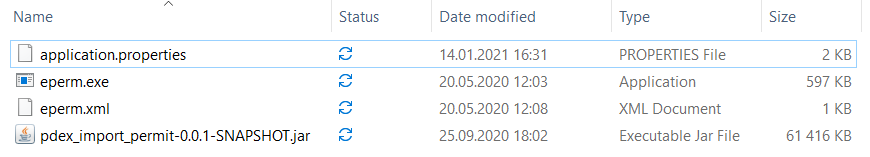 Name Status Date modified Type Size
application.properties 14.01.2021 16:31 PROPERTIES File 2 KB
eperm.exe 20.05.2020 12:03 Application 597 KB
eperm.xml 20.05.2020 12:08 XML Document 1 KB
pdex_import_permit-0.0.1-SNAPSHOT.jar 25.09.2020 18:02 Executable Jar File 61 416 KB